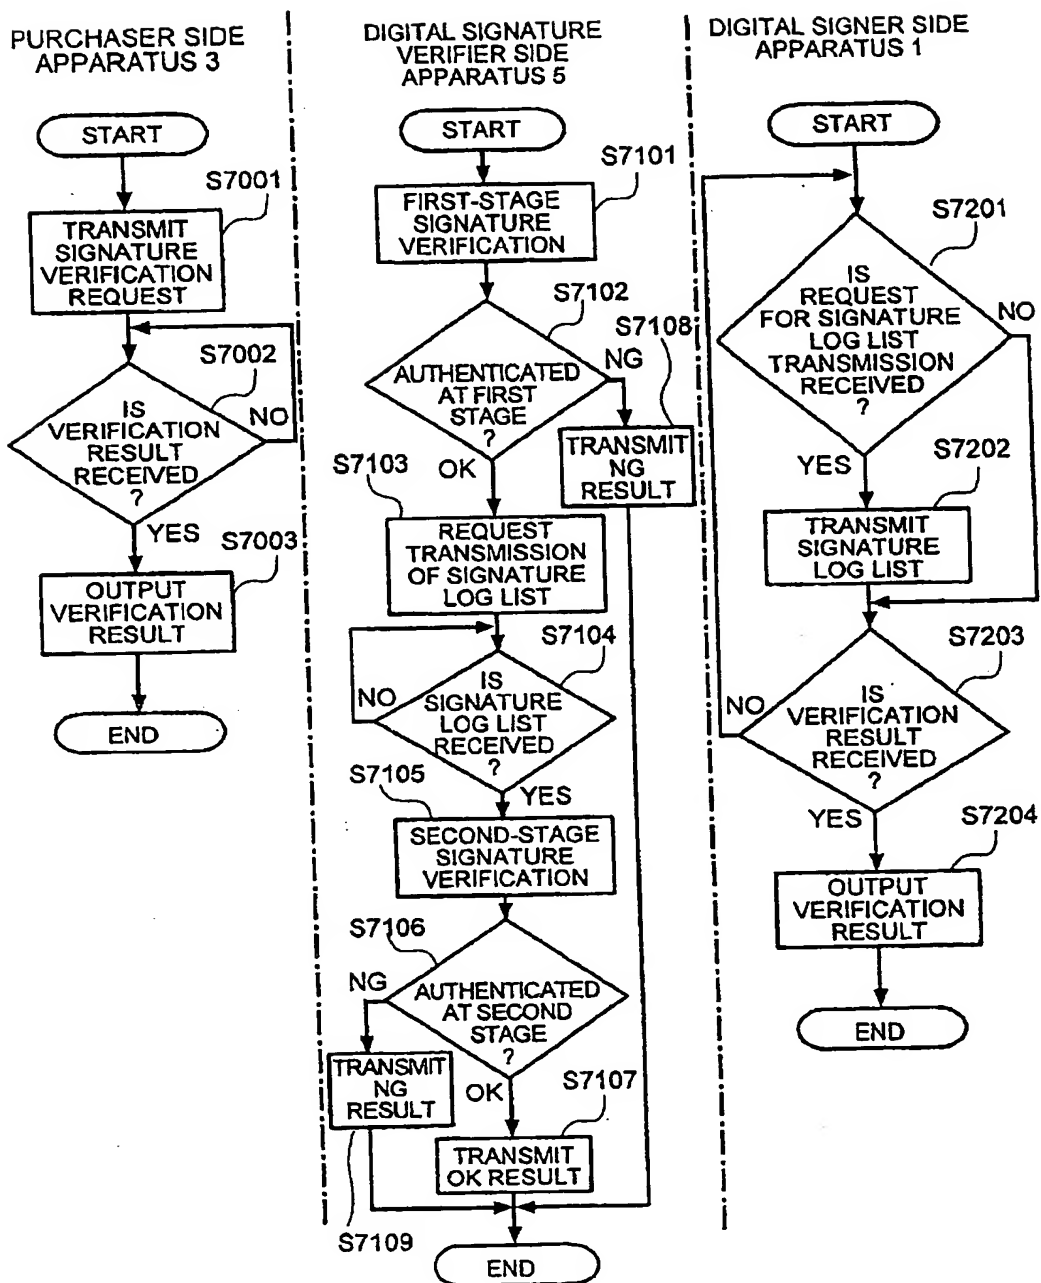 PURCHASER SIDE
APPARATUS 3
START
S7001
TRANSMIT
SIGNATURE
VERIFICATION
REQUEST
S7002
IS
VERIFICATION
RESULT
RECEIVED
?
NO
YES
S7003
OUTPUT
VERIFICATION
RESULT
END
DIGITAL SIGNATURE
VERIFIER SIDE
APPARATUS 5
START
S7101
FIRST-STAGE
SIGNATURE
VERIFICATION
S7102
AUTHENTICATED
AT FIRST
STAGE
?
NG
S7108
TRANSMIT
NG
RESULT
OK
S7103
REQUEST
TRANSMISSION
OF SIGNATURE
LOG LIST
S7104
IS
SIGNATURE
LOG LIST
RECEIVED
?
NO
YES
S7105
SECOND-STAGE
SIGNATURE
VERIFICATION
S7106
AUTHENTICATED
AT SECOND
STAGE
?
NG
TRANSMIT
NG
RESULT
S7109
OK
S7107
TRANSMIT
OK RESULT
END
DIGITAL SIGNER SIDE
APPARATUS 1
START
S7201
IS
REQUEST
FOR SIGNATURE
LOG LIST
TRANSMISSION
RECEIVED
?
NO
YES
S7202
TRANSMIT
SIGNATURE
LOG LIST
S7203
IS
VERIFICATION
RESULT
RECEIVED
?
NO
YES
S7204
OUTPUT
VERIFICATION
RESULT
END